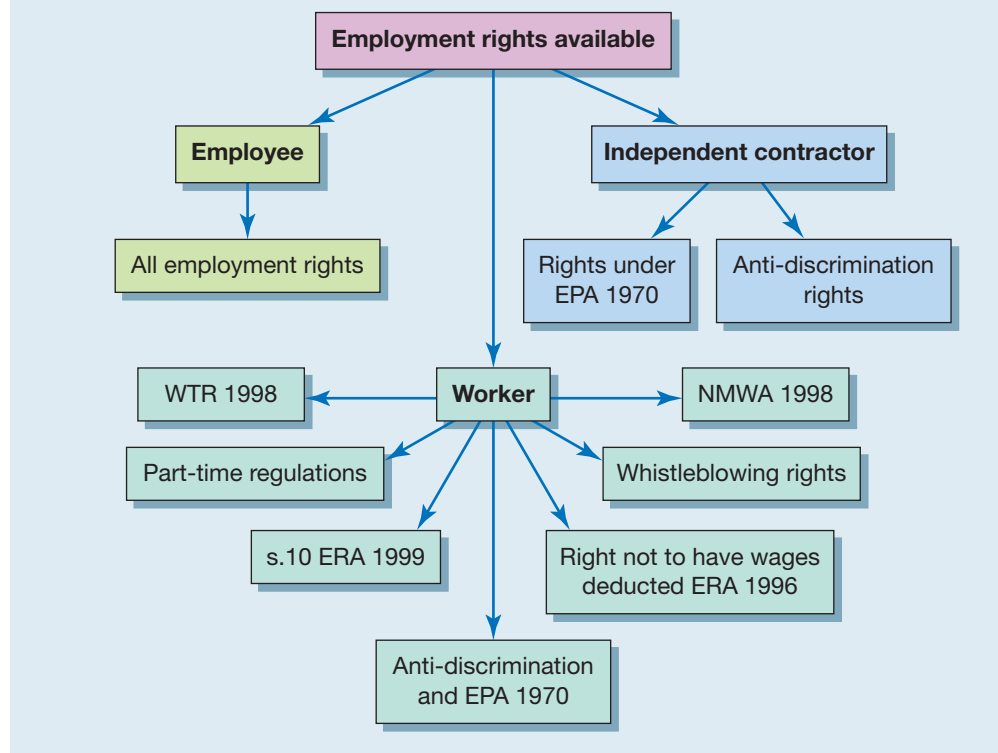 Employment rights available
Employee
Independent contractor
All employment rights
Rights under
EPA 1970
Anti-discrimination
rights
WTR 1998
Worker
NMWA 1998
Part-time regulations
Whistleblowing rights
s.10 ERA 1999
Right not to have wages
deducted ERA 1996
Anti-discrimination
and EPA 1970